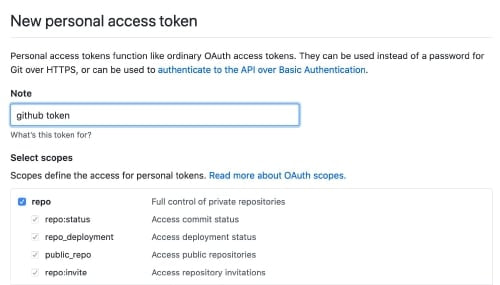 New personal access token
Personal access tokens function like ordinary OAuth access tokens. They can be used instead of a password for
Git over HTTPS, or can be used to authenticate to the API over Basic Authentication.
Note
github token
What's this token for?
Select scopes
Scopes define the access for personal tokens. Read more about OAuth scopes.
repo Full control of private repositories
repo:status Access commit status
repo_deployment Access deployment status
public_repo Access public repositories
repo:invite Access repository invitations